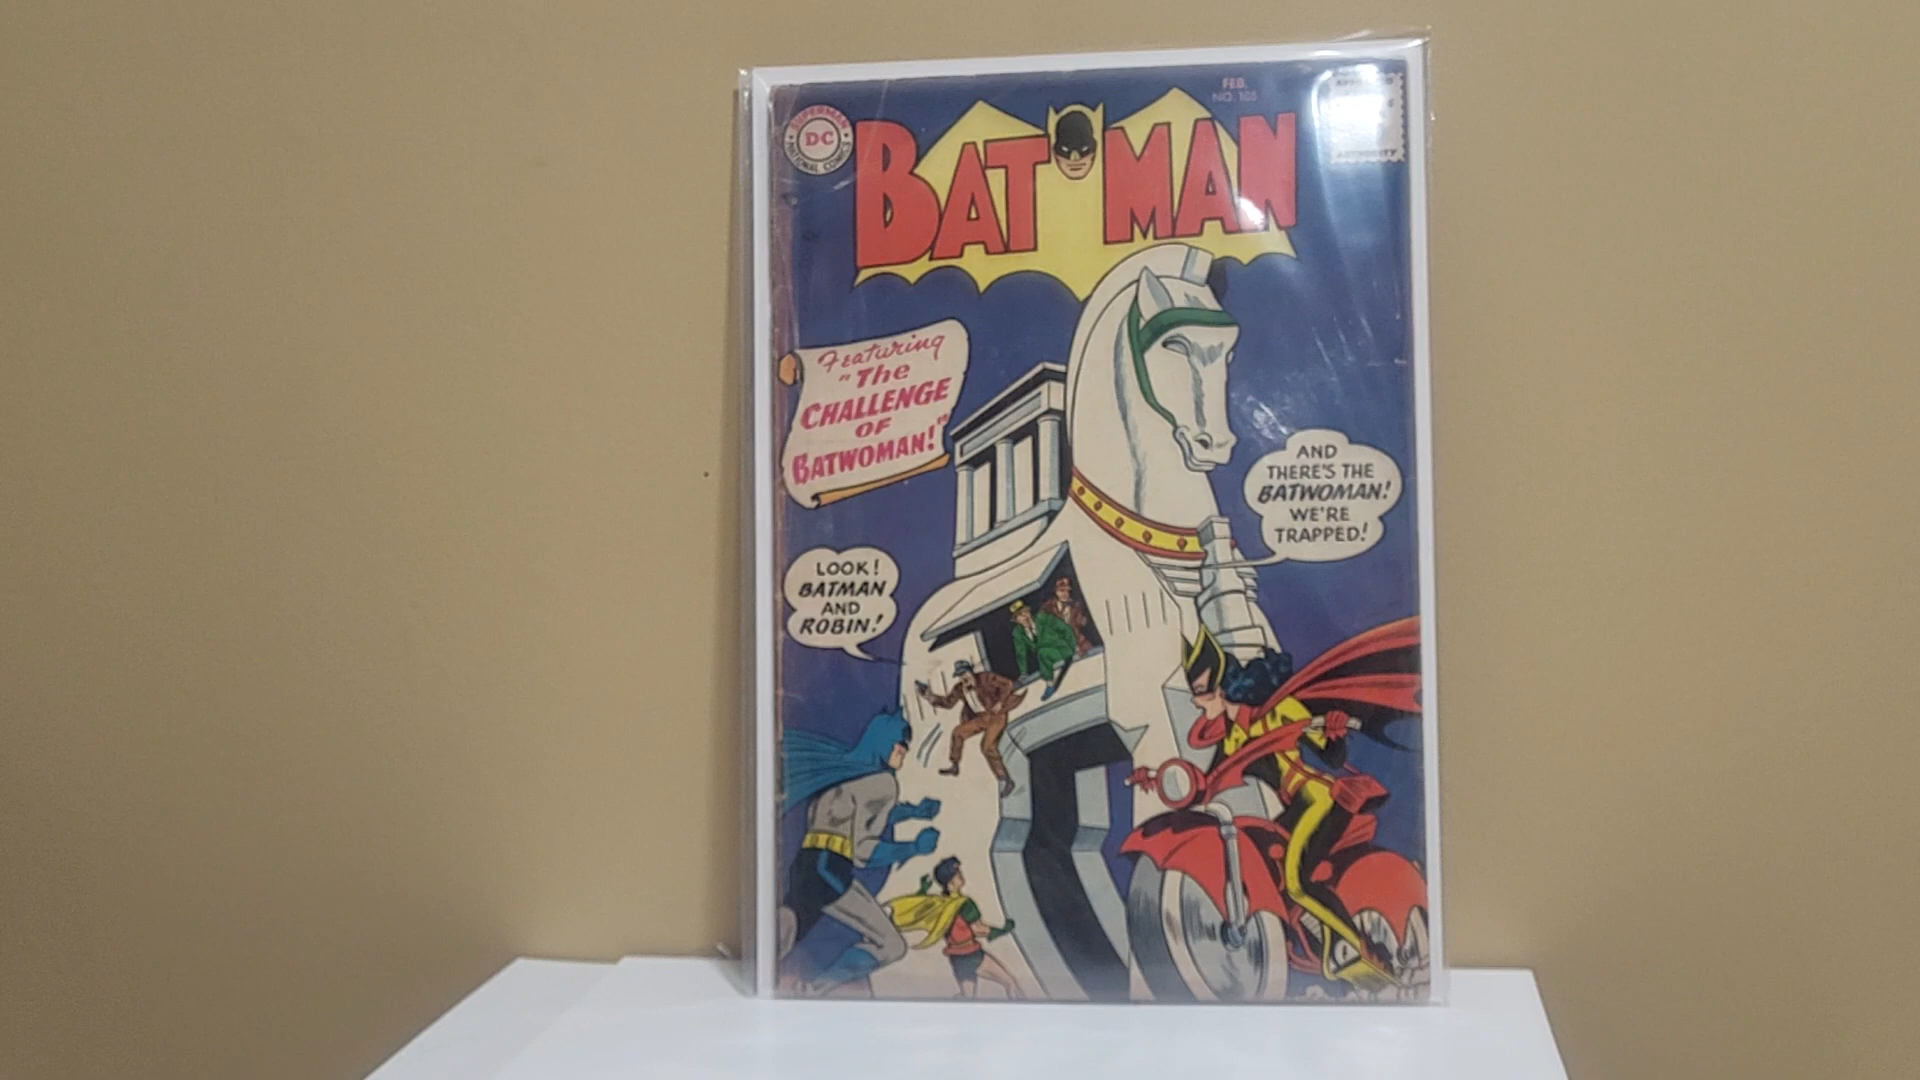 FEB.
NO. 105
SUPERMAN
DC
NATIONAL COMICS
BATMAN
Featuring
"The
CHALLENGE
OF
BATWOMAN!"
AND
THERE'S THE
BATWOMAN!
WE'RE
TRAPPED!
LOOK!
BATMAN
AND
ROBIN!